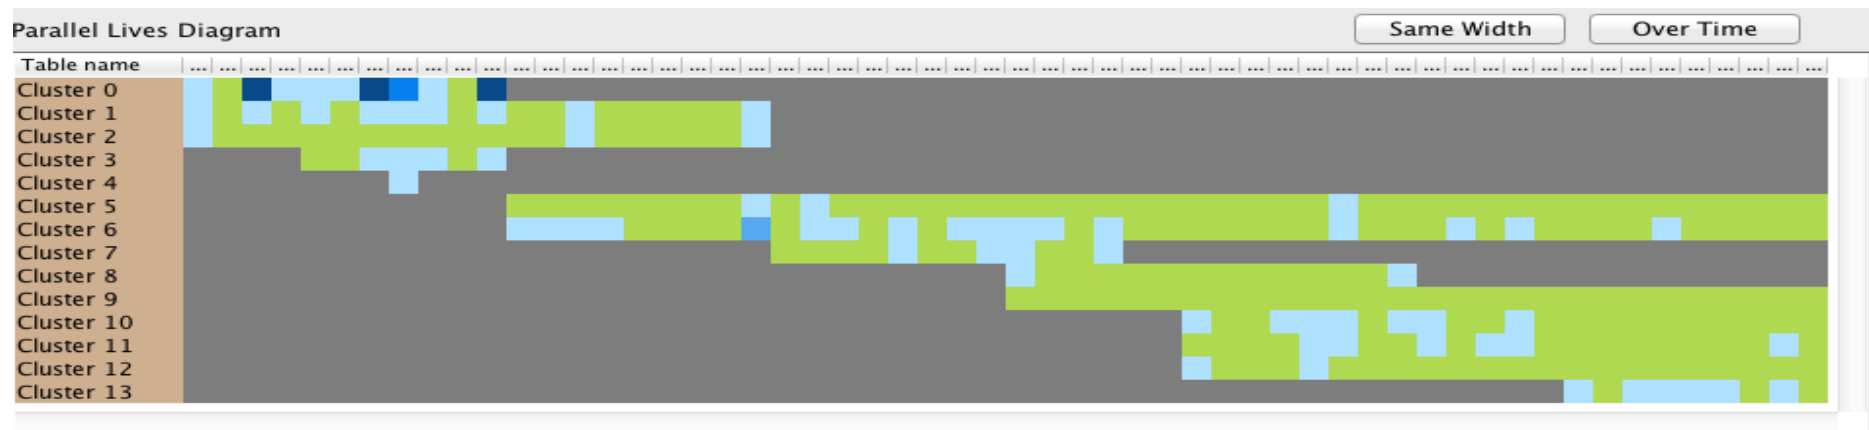 Parallel Lives Diagram
Same Width
Over Time
Table name ... ... ... ... ... ... ... ... ... ... ... ... ... ... ... ... ... ... ... ... ... ... ... ... ... ... ... ... ... ... ... ... ... ... ... ... ... ... ... ... ... ... ... ... ... ... ... ... ... ... ... ... ... ... ... ...
Cluster 0
Cluster 1
Cluster 2
Cluster 3
Cluster 4
Cluster 5
Cluster 6
Cluster 7
Cluster 8
Cluster 9
Cluster 10
Cluster 11
Cluster 12
Cluster 13